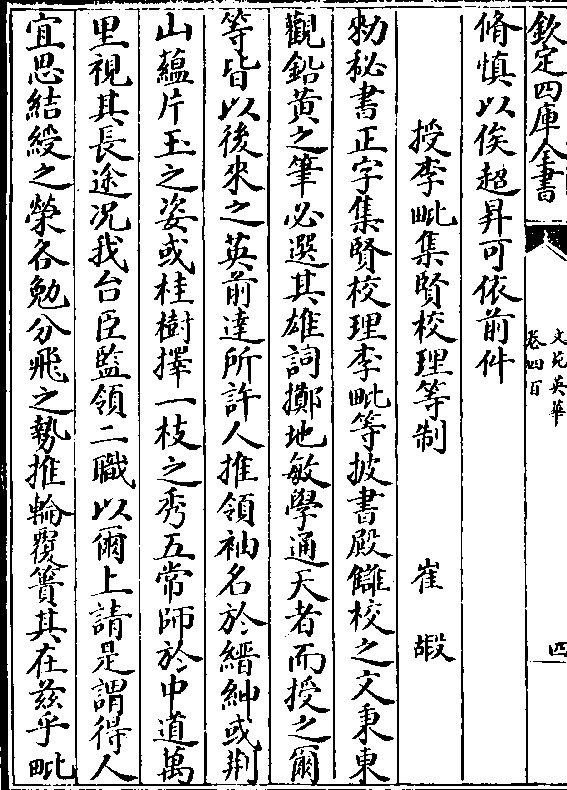 欽定四庫全書
文苑英華
卷四百
四
脩慎以俟超昇可依前件
授李毗集賢校理等制 崔嘏
勑秘書正字集賢校理李毗等披書殿讎校之文秉東
觀鉛黄之筆必選其雄詞擲地敏學通天者而授之爾
等皆以後來之英前達所許人推領袖名於縉紳或荆
山藴片玉之姿或桂樹擇一枝之秀五常師於中道萬
里視其長途况我台臣監領二職以爾上請是謂得人
宜思結綬之榮各勉分飛之勢推輪覆簣其在兹乎毗